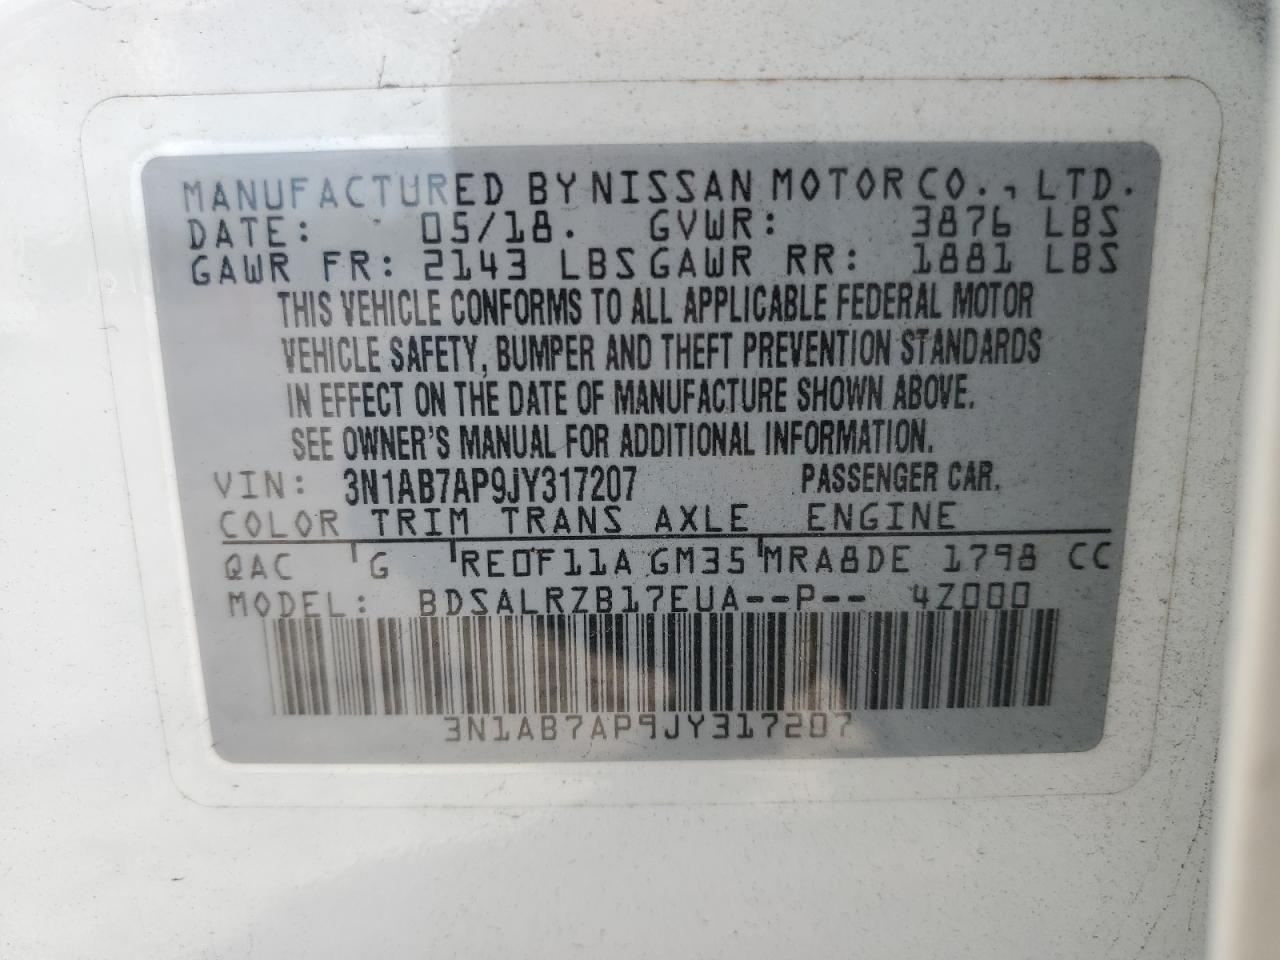 MANUFACTURED BY NISSAN MOTOR CO., LTD.
DATE: 05/18. GVWR: 3876 LBS
GAWR FR: 2143 LBS GAWR RR: 1881 LBS
THIS VEHICLE CONFORMS TO ALL APPLICABLE FEDERAL MOTOR
VEHICLE SAFETY, BUMPER AND THEFT PREVENTION STANDARDS
IN EFFECT ON THE DATE OF MANUFACTURE SHOWN ABOVE.
SEE OWNER'S MANUAL FOR ADDITIONAL INFORMATION.
VIN: 3N1AB7AP9JY317207 PASSENGER CAR.
COLOR TRIM TRANS AXLE ENGINE
QAC G RE0F11A GM35 MRA8DE 1798 CC
MODEL: BDSALRZB17EUA--P-- 4Z000
3N1AB7AP9JY317207